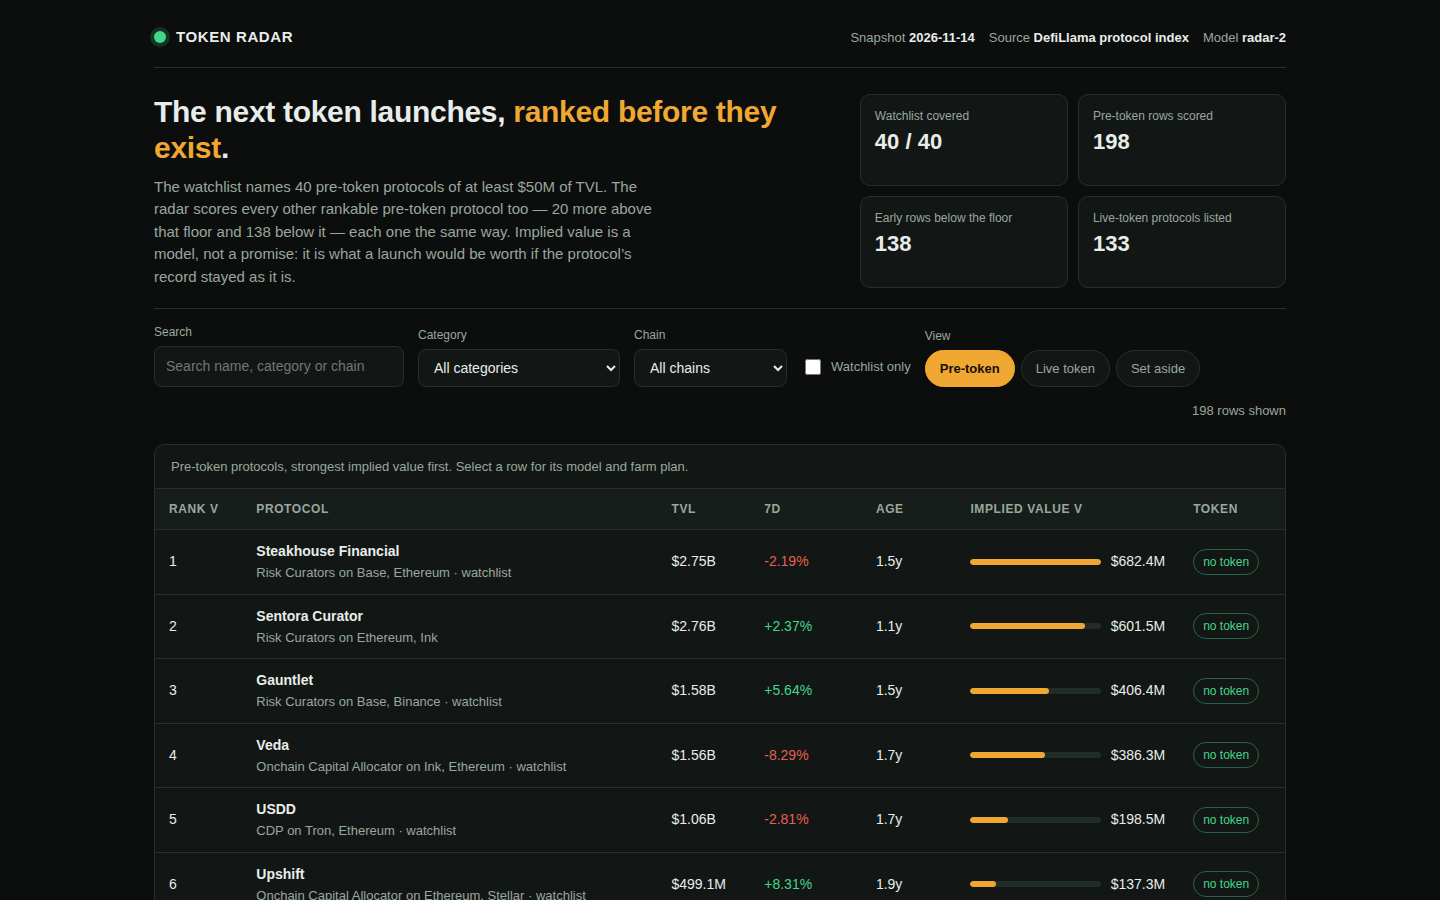 TOKEN RADAR
Snapshot 2026-11-14 Source DefiLlama protocol index Model radar-2
The next token launches, ranked before they
exist.
The watchlist names 40 pre-token protocols of at least $50M of TVL. The
radar scores every other rankable pre-token protocol too — 20 more above
that floor and 138 below it — each one the same way. Implied value is a
model, not a promise: it is what a launch would be worth if the protocol's
record stayed as it is.
Watchlist covered
40 / 40
Pre-token rows scored
198
Early rows below the floor
138
Live-token protocols listed
133
Search
Search name, category or chain
Category
All categories
Chain
All chains
Watchlist only
View
Pre-token Live token Set aside
198 rows shown
Pre-token protocols, strongest implied value first. Select a row for its model and farm plan.
RANK V PROTOCOL TVL 7D AGE IMPLIED VALUE V TOKEN
1 Steakhouse Financial $2.75B -2.19% 1.5y $682.4M no token
Risk Curators on Base, Ethereum · watchlist
2 Sentora Curator $2.76B +2.37% 1.1y $601.5M no token
Risk Curators on Ethereum, Ink
3 Gauntlet $1.58B +5.64% 1.5y $406.4M no token
Risk Curators on Base, Binance · watchlist
4 Veda $1.56B -8.29% 1.7y $386.3M no token
Onchain Capital Allocator on Ink, Ethereum · watchlist
5 USDD $1.06B -2.81% 1.7y $198.5M no token
CDP on Tron, Ethereum · watchlist
6 Upshift $499.1M +8.31% 1.9y $137.3M no token
Onchain Capital Allocator on Ethereum, Stellar · watchlist